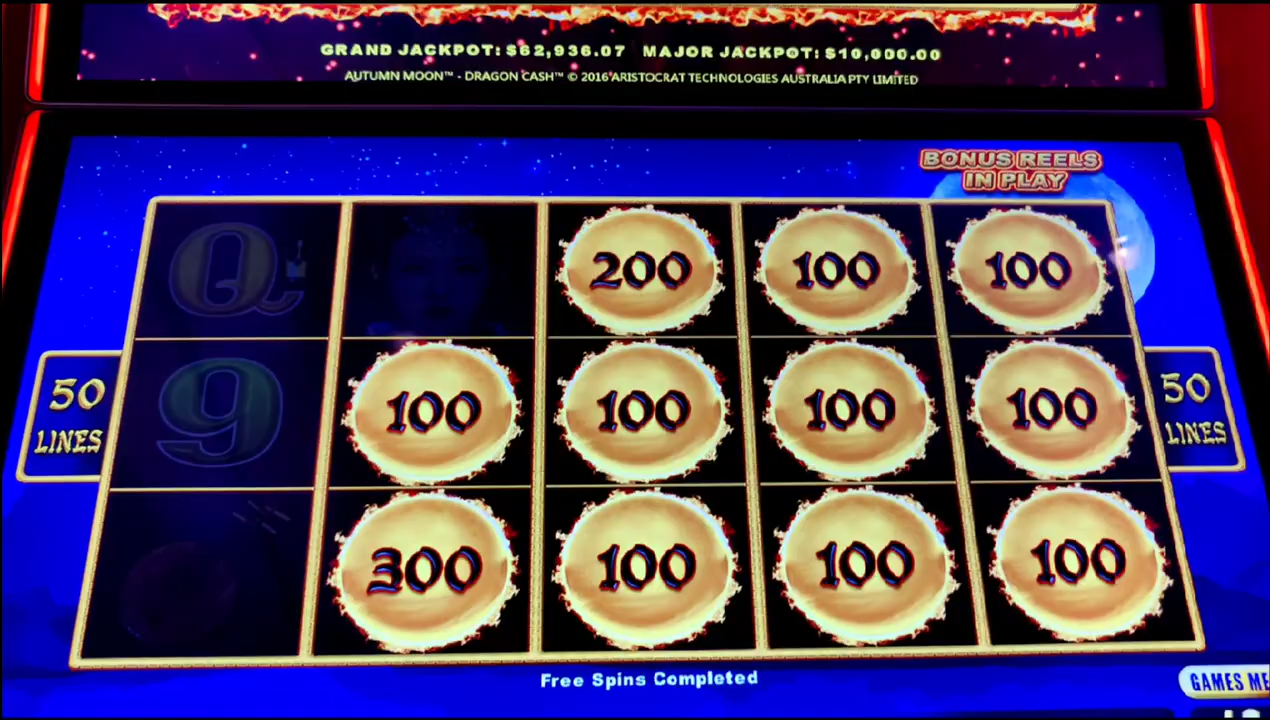 GRAND JACKPOT: $62,936.07 MAJOR JACKPOT: $10,000.00
AUTUMN MOON™ - DRAGON CASH™ © 2016 ARISTOCRAT TECHNOLOGIES AUSTRALIA PTY LIMITED
BONUS REELS
IN PLAY
Q 200 100 100
50
LINES
9 100 100 100 100
50
LINES
300 100 100 100
Free Spins Completed
GAMES